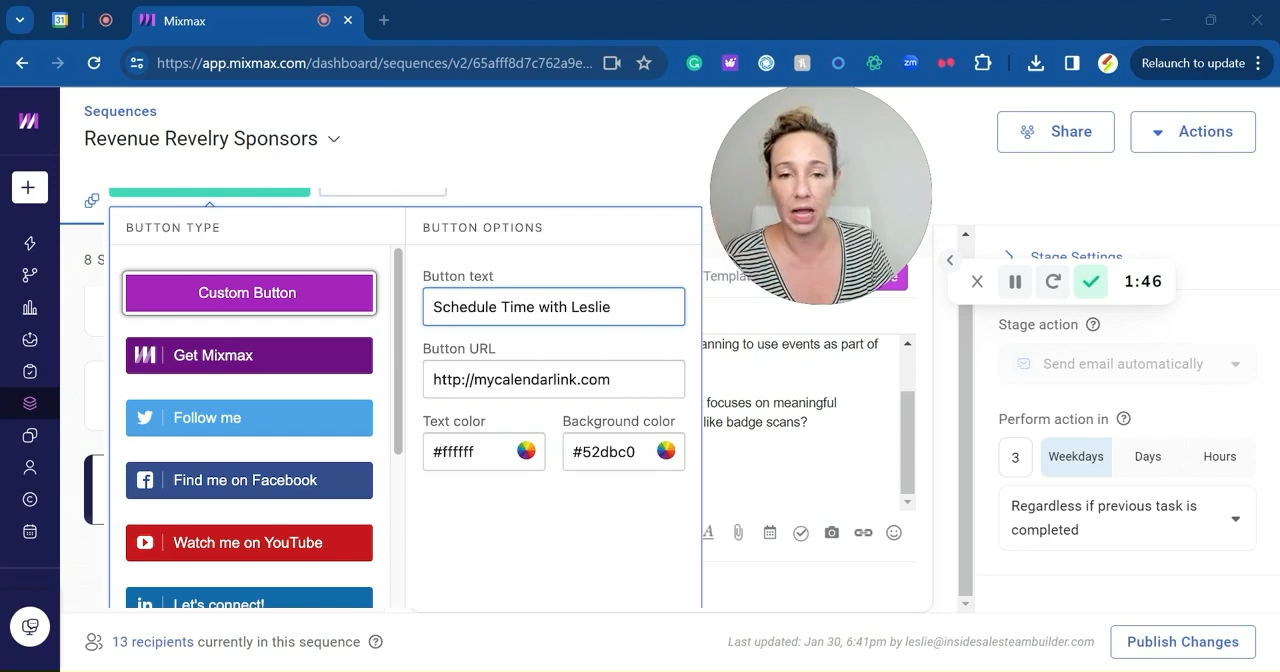 31
Mixmax
https://app.mixmax.com/dashboard/sequences/v2/65afff8d7c762a9e...
zm
Relaunch to update
Sequences
Revenue Revelry Sponsors
Share
Actions
BUTTON TYPE
BUTTON OPTIONS
8 S
Custom Button
Get Mixmax
Follow me
Find me on Facebook
Watch me on YouTube
in Let's connect!
Button text
Schedule Time with Leslie
Button URL
http://mycalendarlink.com
Text color
Background color
#ffffff
#52dbc0
Templa
anning to use events as part of
focuses on meaningful
like badge scans?
Stage Settings
1:46
Stage action
Send email automatically
Perform action in
3
Weekdays
Days
Hours
Regardless if previous task is
completed
13 recipients currently in this sequence
Last updated: Jan 30, 6:41pm by leslie@insidesalesteambuilder.com
Publish Changes